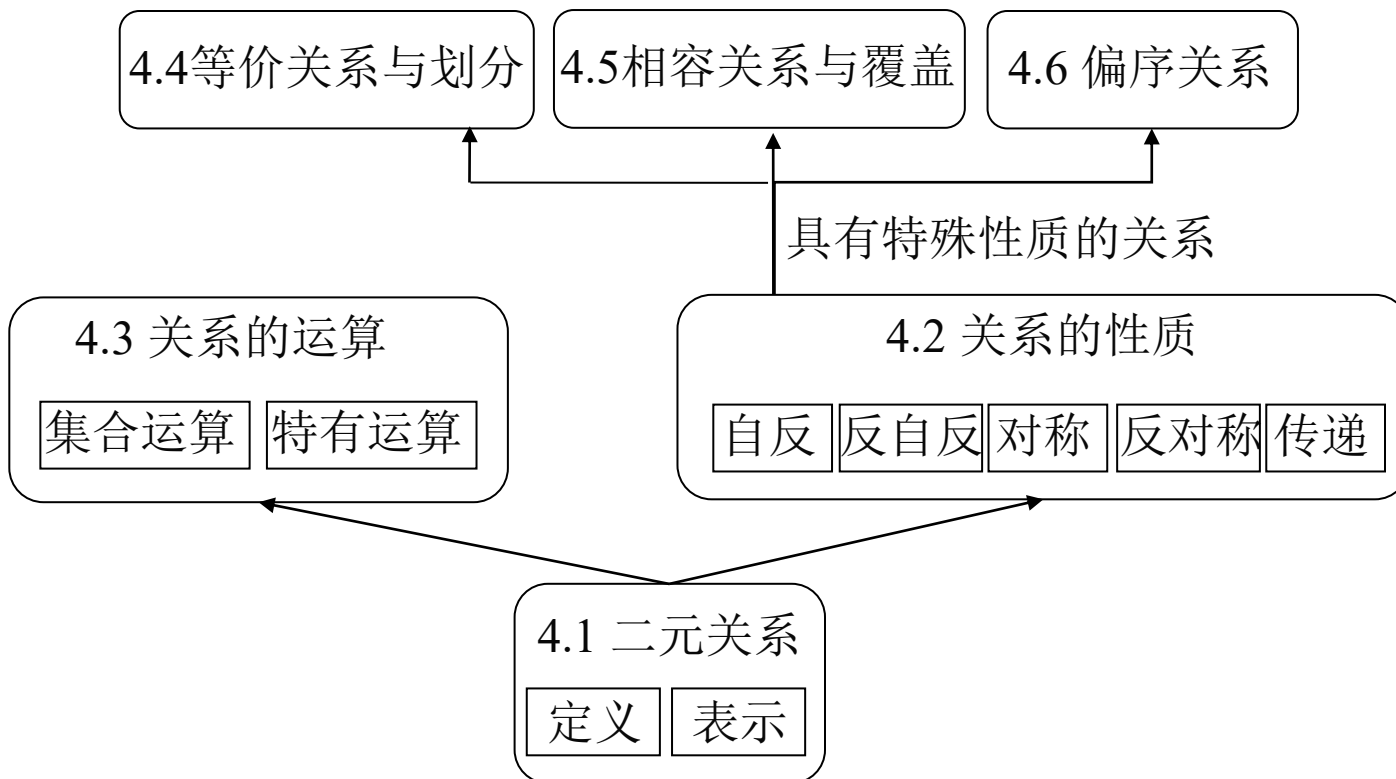 4.4等价关系与划分
4.5相容关系与覆盖
4.6 偏序关系
具有特殊性质的关系
4.3 关系的运算
集合运算
特有运算
4.2 关系的性质
自反
反自反
对称
反对称
传递
4.1 二元关系
定义
表示